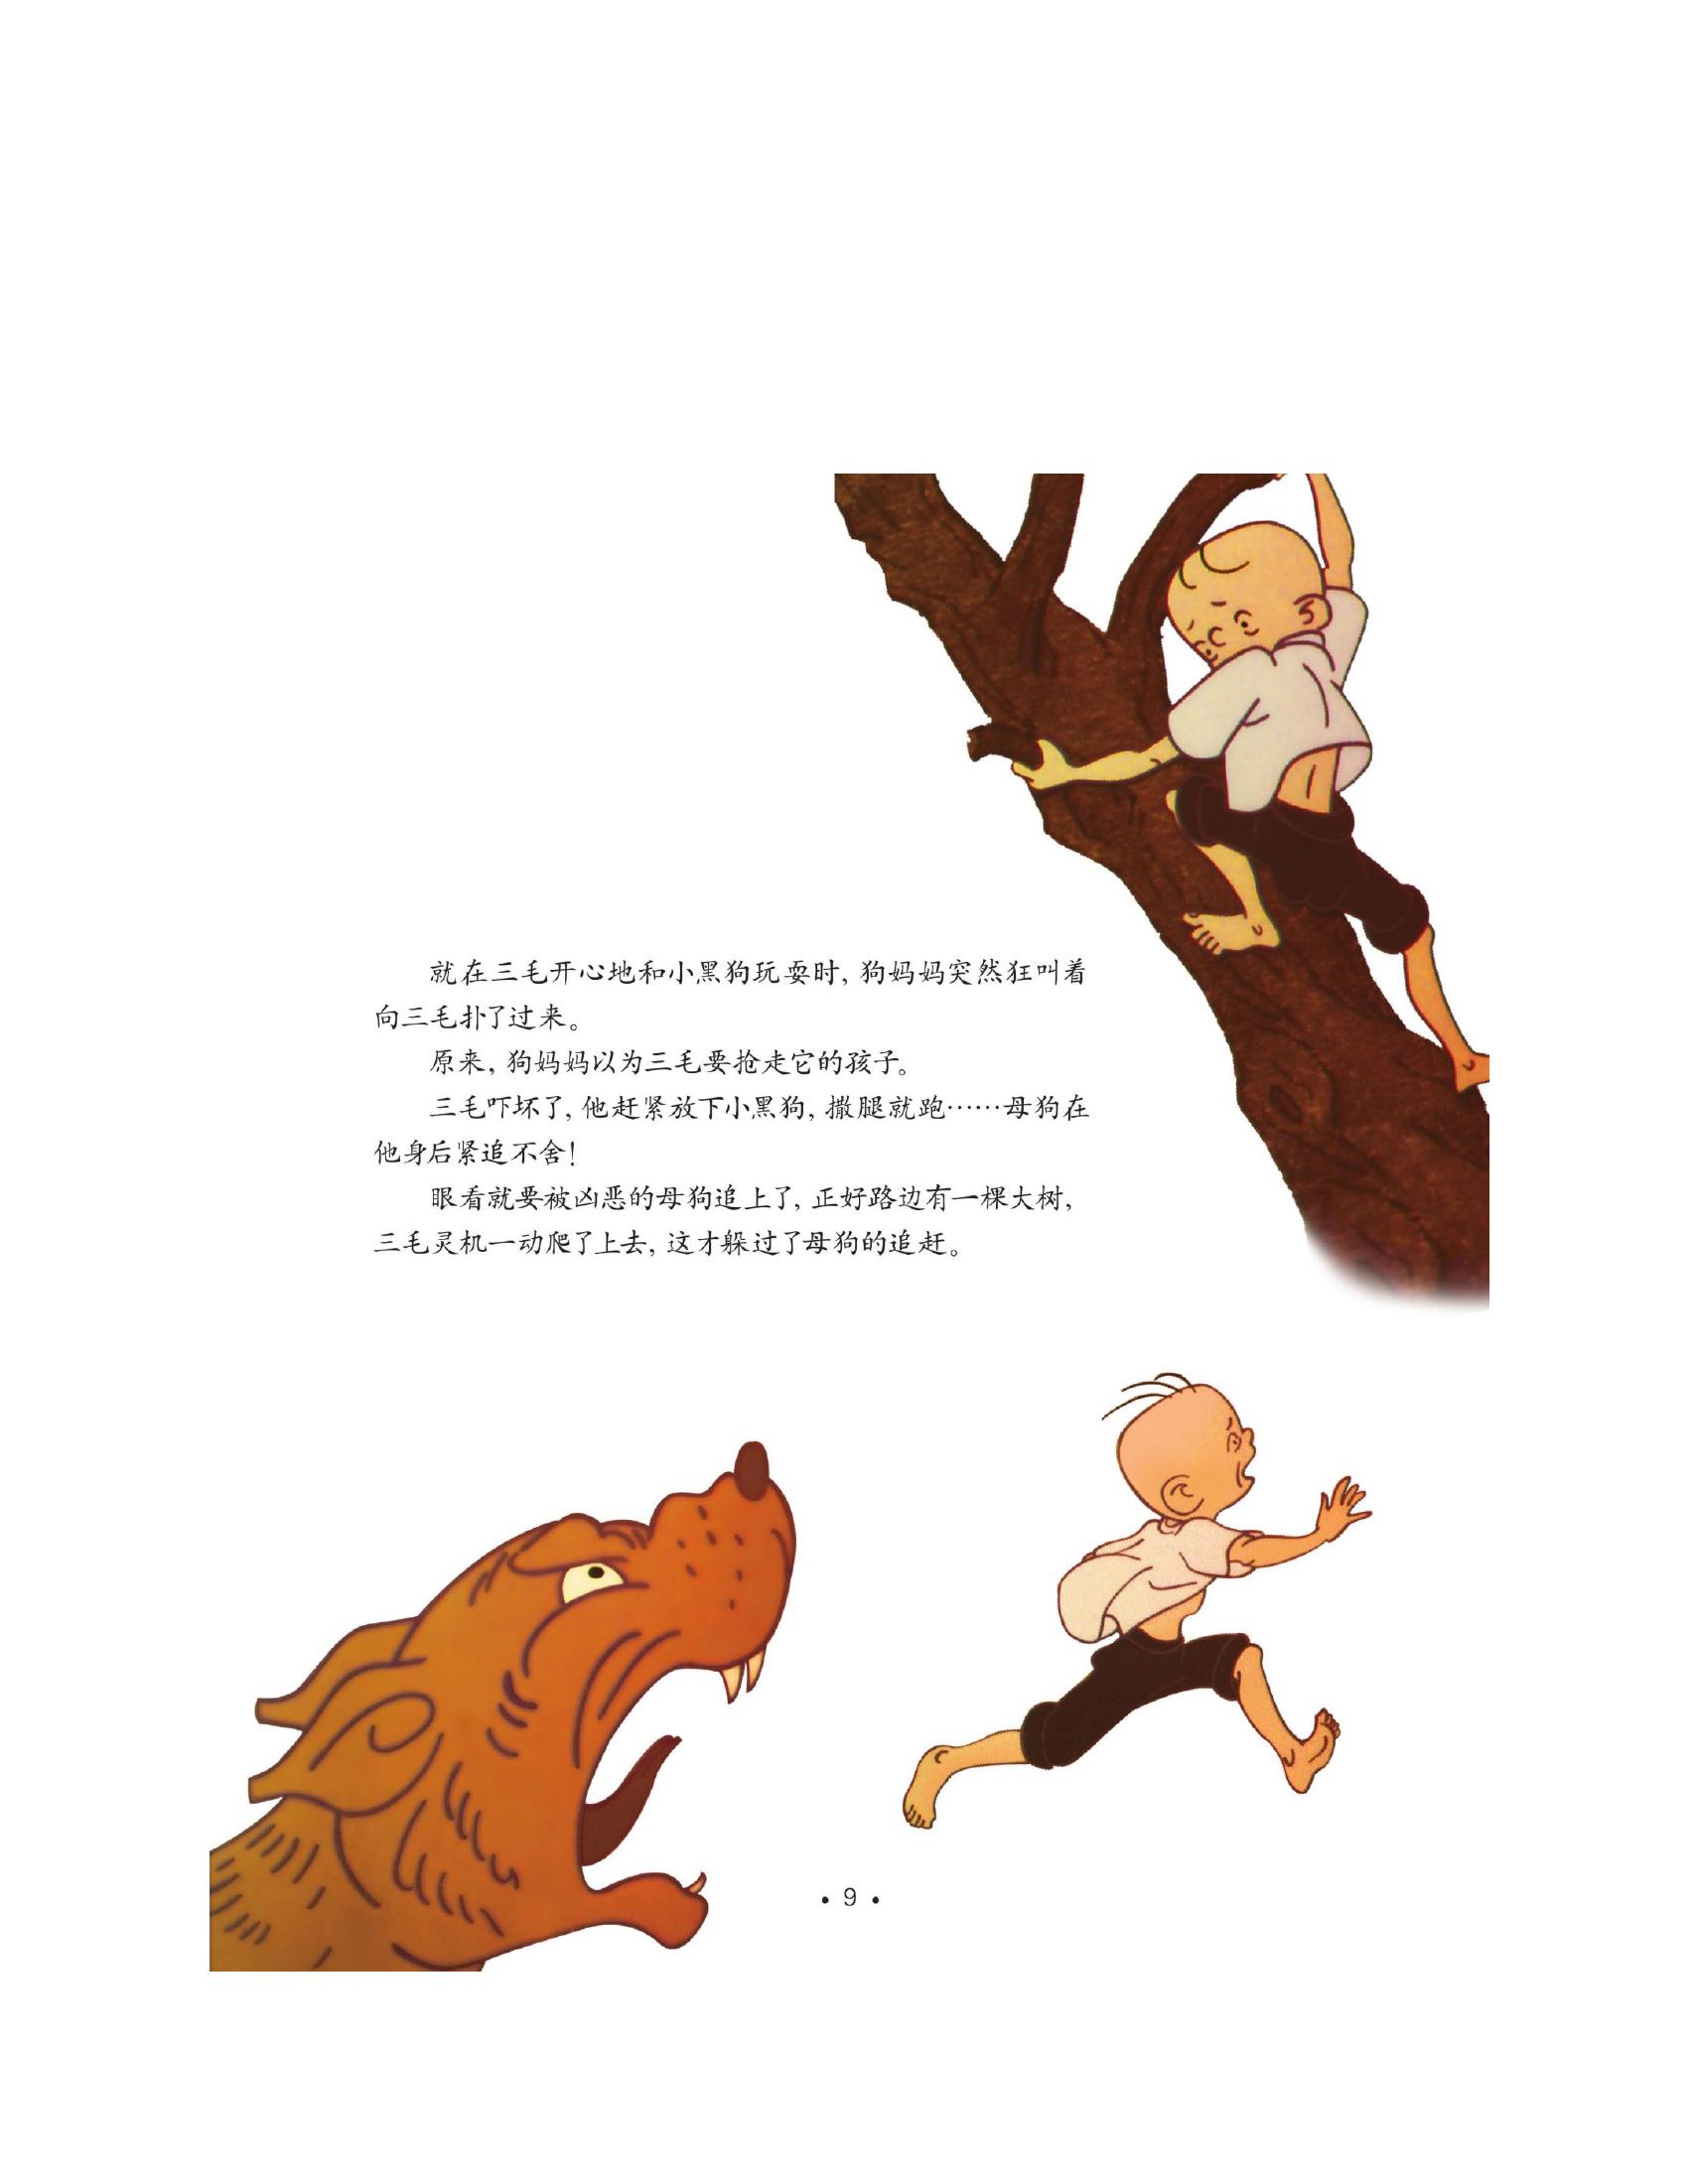 就在三毛开心地和小黑狗玩耍时,狗妈妈突然狂叫着
向三毛扑了过来。
原来,狗妈妈以为三毛要抢走它的孩子。
三毛吓坏了,他赶紧放下小黑狗,撒腿就跑……母狗在
他身后紧追不舍!
眼看就要被凶恶的母狗追上了,正好路边有一棵大树,
三毛灵机一动爬了上去,这才躲过了母狗的追赶。
• 9 •